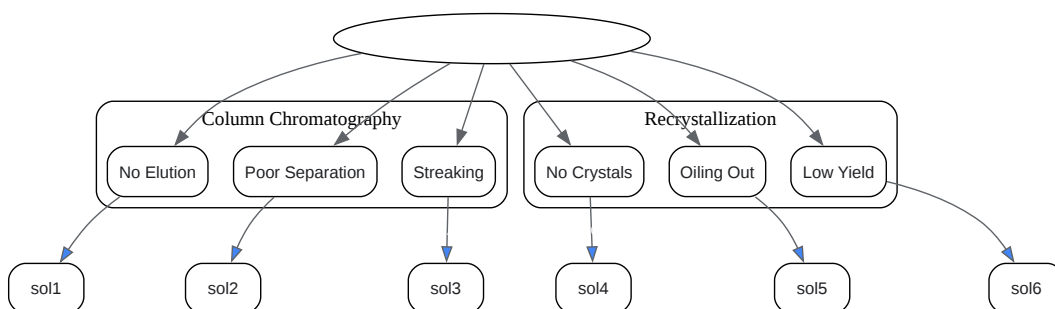 Column Chromatography
Recrystallization
No Elution
Poor Separation
Streaking
No Crystals
Oiling Out
Low Yield
sol1
sol2
sol3
sol4
sol5
sol6